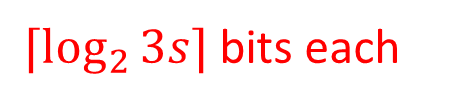 ⌈log₂ 3s⌉ bits each